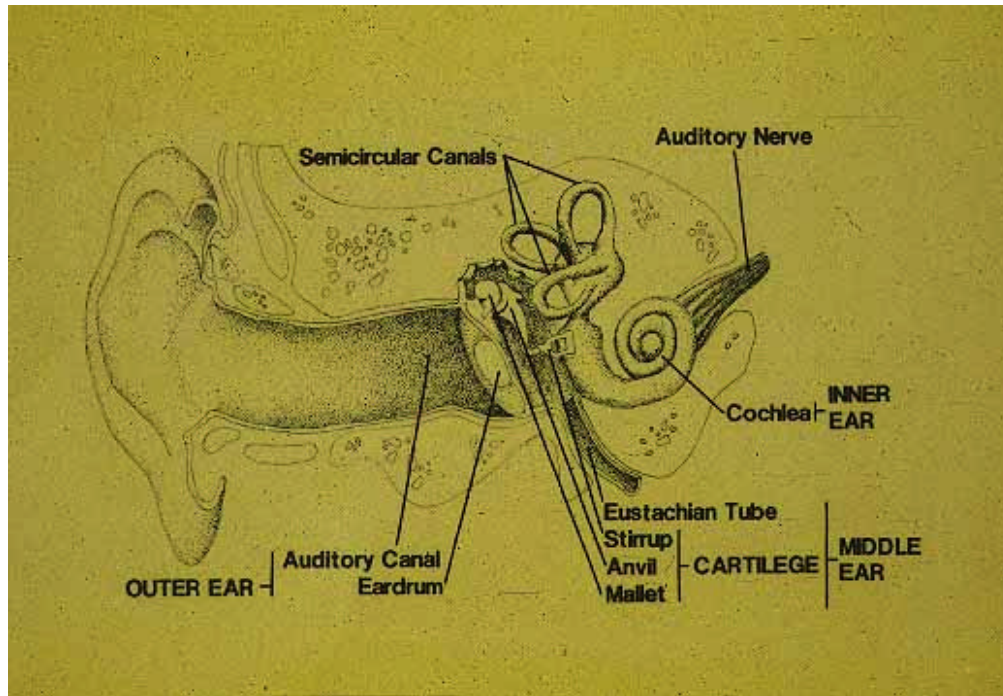 Auditory Nerve
Semicircular Canals
Cochlea
INNER
EAR
Eustachian Tube
Stirrup
Anvil
Mallet
CARTILEGE
MIDDLE
EAR
OUTER EAR
Auditory Canal
Eardrum